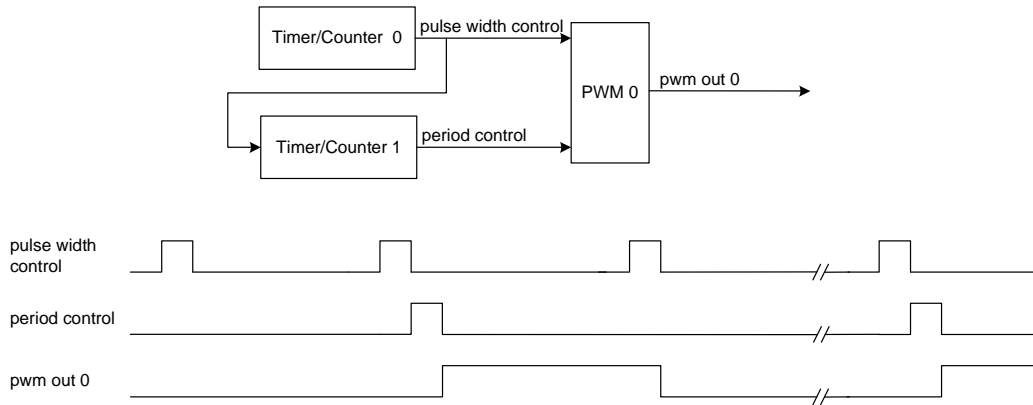 pulse width control
Timer/Counter 0
PWM 0
pwm out 0
Timer/Counter 1
period control
pulse width
control
period control
pwm out 0